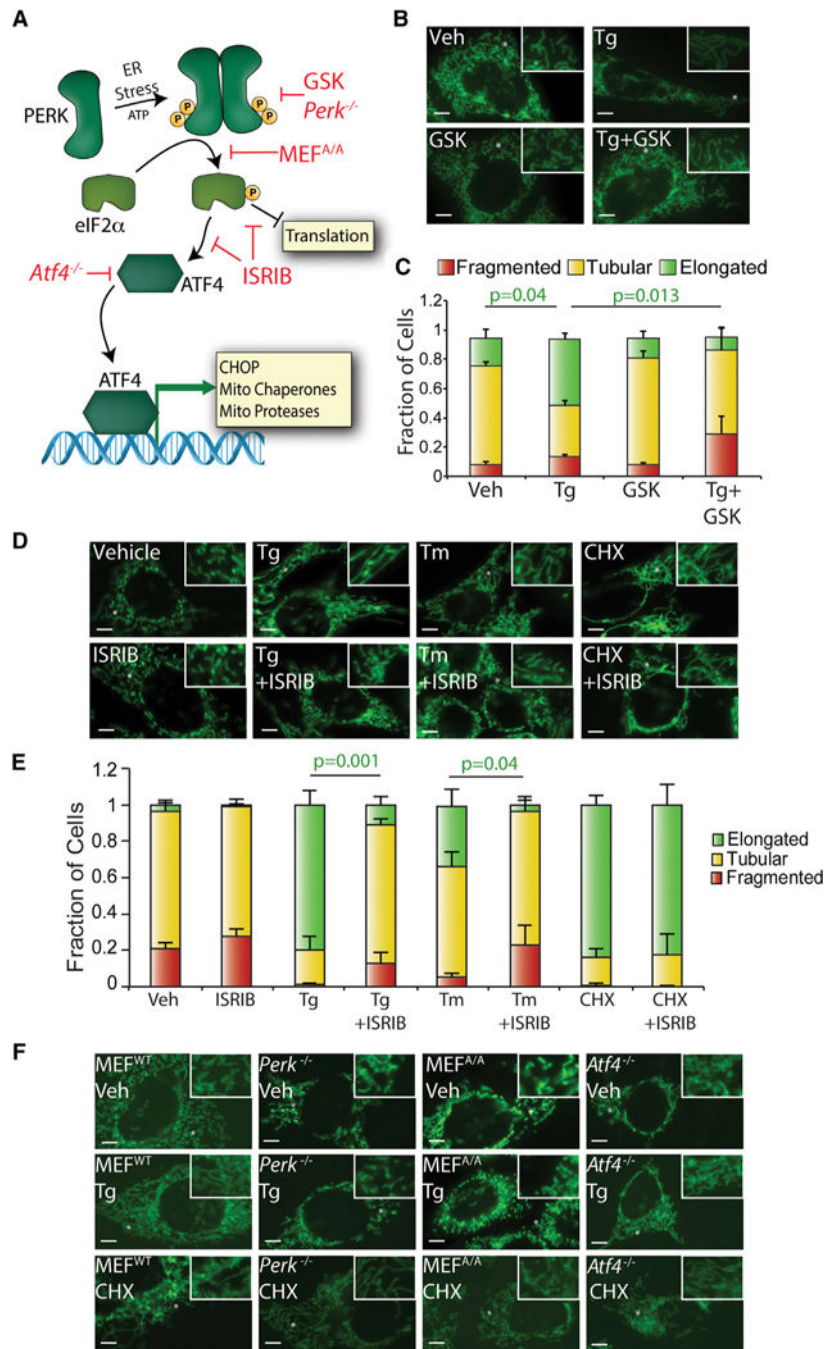 A
ER
Stress
ATP
PERK
P
P
P
P
GSK
Perk-/-
MEFA/A
eIF2α
P
Translation
ISRIB
Atf4-/-
ATF4
ATF4
CHOP
Mito Chaperones
Mito Proteases
B
Veh
Tg
GSK
Tg+GSK
C
Fragmented Tubular Elongated
p=0.04
p=0.013
Fraction of Cells
1.2
1
0.8
0.6
0.4
0.2
0
Veh Tg GSK Tg+
GSK
D
Vehicle
Tg
Tm
CHX
ISRIB
Tg
+ISRIB
Tm
+ISRIB
CHX
+ISRIB
E
p=0.001
p=0.04
Fraction of Cells
1.2
1
0.8
0.6
0.4
0.2
0
Elongated
Tubular
Fragmented
Veh ISRIB Tg Tg Tm Tm CHX CHX
+ISRIB +ISRIB +ISRIB
F
MEFWT
Veh
Perk-/-
Veh
MEFA/A
Veh
Atf4-/-
Veh
MEFWT
Tg
Perk-/-
Tg
MEFA/A
Tg
Atf4-/-
Tg
MEFWT
CHX
Perk-/-
CHX
MEFA/A
CHX
Atf4-/-
CHX